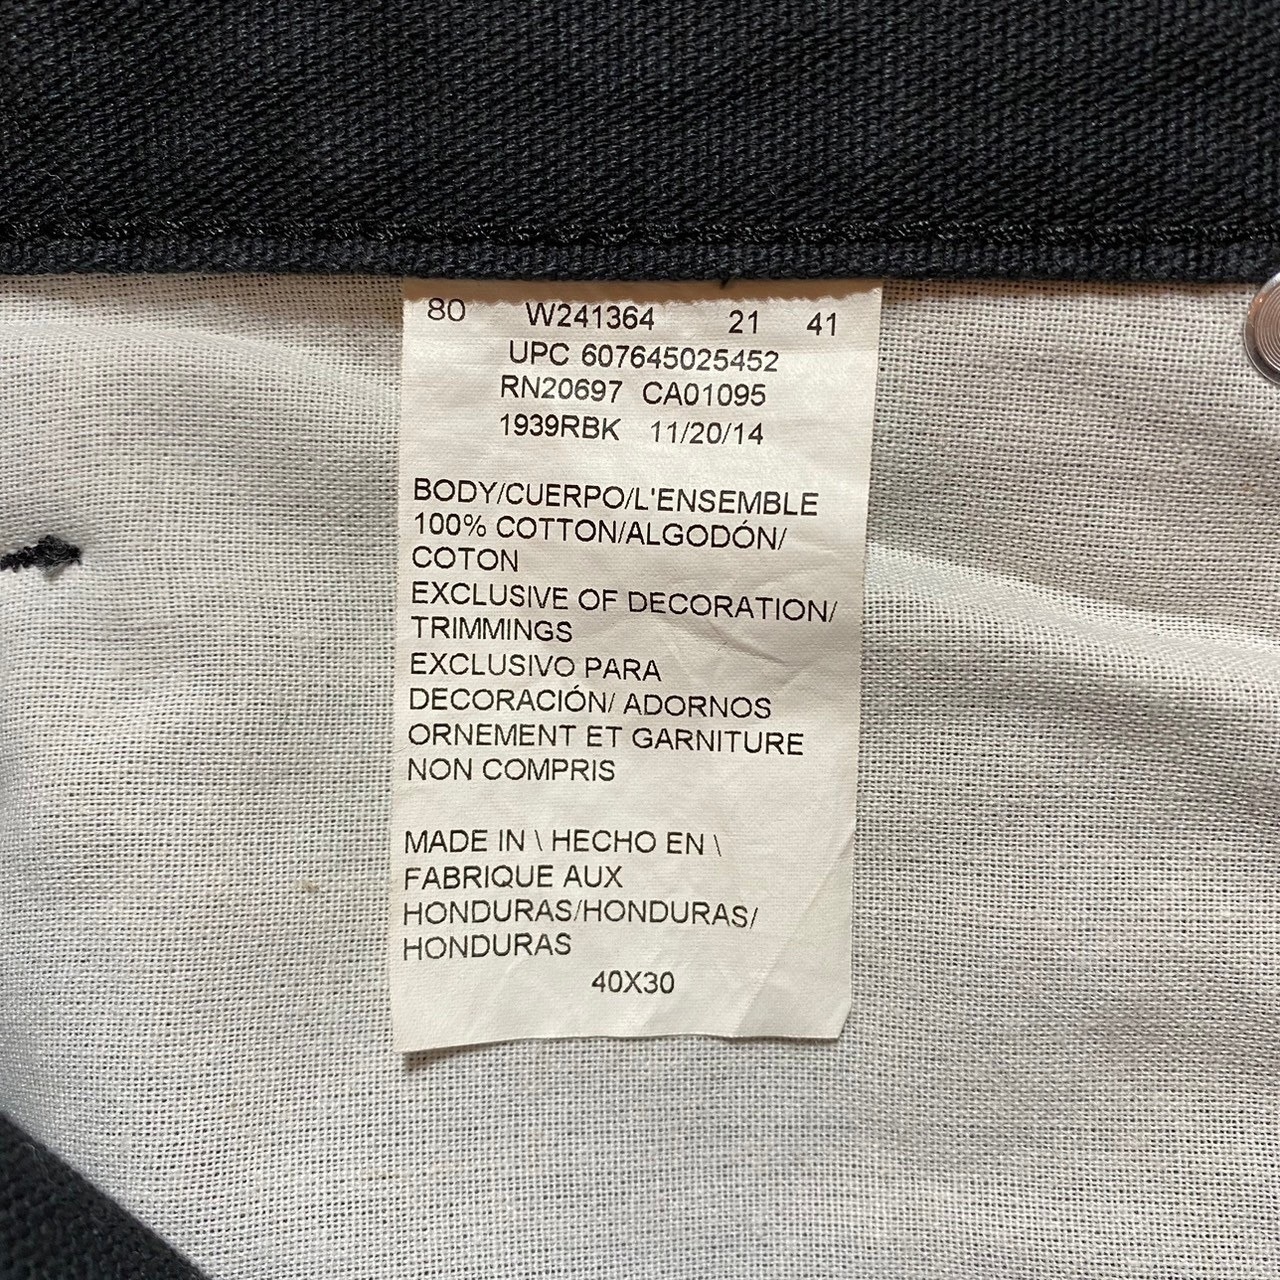 80 W241364 21 41
UPC 607645025452
RN20697 CA01095
1939RBK 11/20/14
BODY/CUERPO/L'ENSEMBLE
100% COTTON/ALGODÓN/
COTON
EXCLUSIVE OF DECORATION/
TRIMMINGS
EXCLUSIVO PARA
DECORACIÓN/ ADORNOS
ORNEMENT ET GARNITURE
NON COMPRIS
MADE IN \ HECHO EN \
FABRIQUE AUX
HONDURAS/HONDURAS/
HONDURAS
40X30